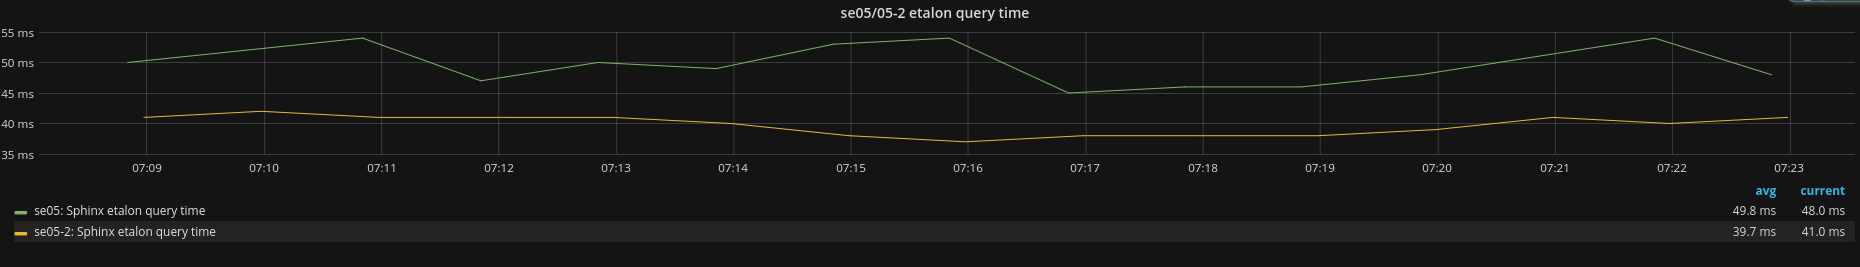 se05/05-2 etalon query time
55 ms
50 ms
45 ms
40 ms
35 ms
07:09 07:10 07:11 07:12 07:13 07:14 07:15 07:16 07:17 07:18 07:19 07:20 07:21 07:22 07:23
avg current
se05: Sphinx etalon query time 49.8 ms 48.0 ms
se05-2: Sphinx etalon query time 39.7 ms 41.0 ms